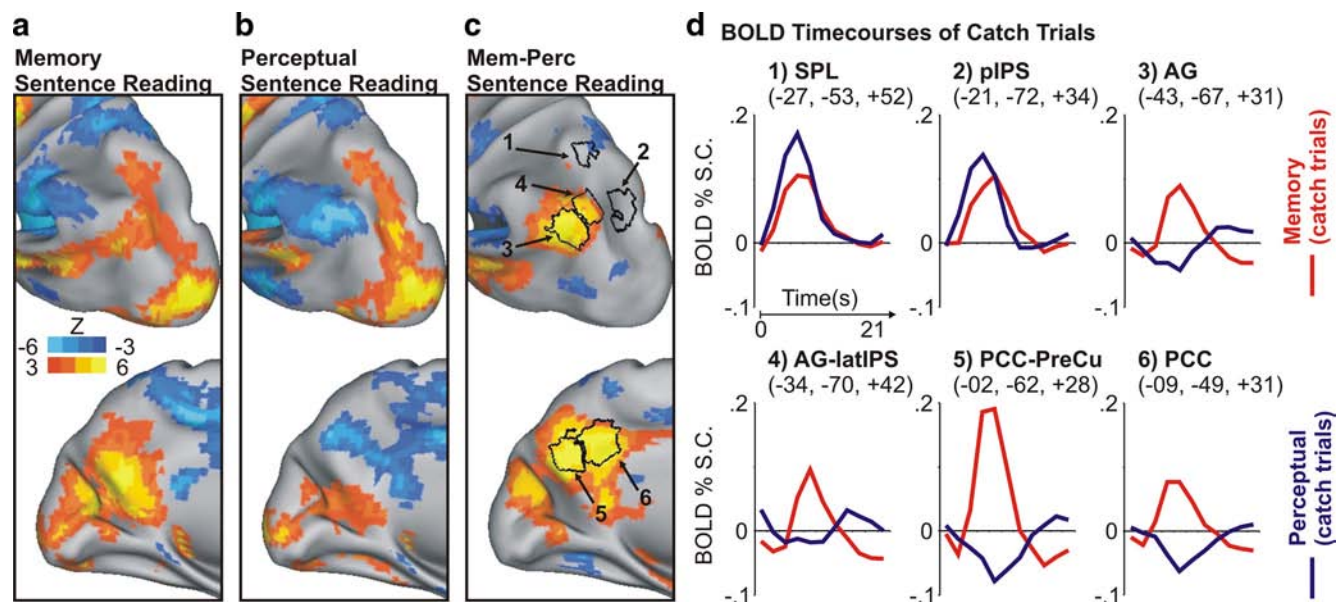 a
Memory
Sentence Reading
b
Perceptual
Sentence Reading
c
Mem-Perc
Sentence Reading
Z
-6 -3
3 6
1
2
4
3
5
6
d BOLD Timecourses of Catch Trials
1) SPL
(-27, -53, +52)
2) pIPS
(-21, -72, +34)
3) AG
(-43, -67, +31)
BOLD % S.C.
.2
0
-.1
Time(s)
0 21
.2
0
-.1
.2
0
-.1
4) AG-latIPS
(-34, -70, +42)
5) PCC-PreCu
(-02, -62, +28)
6) PCC
(-09, -49, +31)
BOLD % S.C.
.2
0
-.1
.2
0
-.1
.2
0
-.1
Memory
(catch trials)
Perceptual
(catch trials)